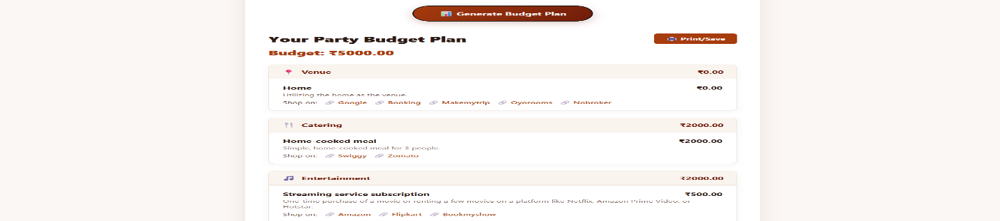 Generate Budget Plan
Your Party Budget Plan
Print/Save
Budget: ₹5000.00
Venue ₹0.00
Home ₹0.00
Utilizing the home as the venue.
Shop on: Google Booking Makemytrip Oyorooms Nobroker
Catering ₹2000.00
Home-cooked meal ₹2000.00
Simple, home-cooked meal for 3 people.
Shop on: Swiggy Zomato
Entertainment ₹2000.00
Streaming service subscription ₹500.00
One-time purchase of a movie or renting a few movies on a platform like Netflix, Amazon Prime Video, or
Hotstar.
Shop on: Amazon Flipkart Bookmyshow